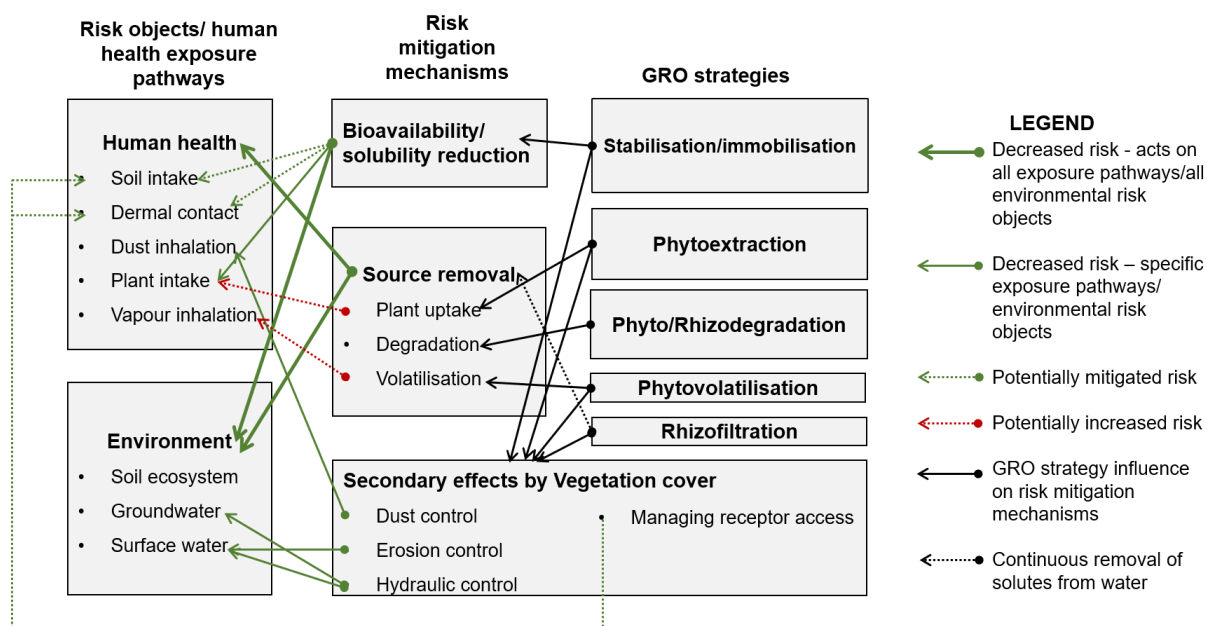 Risk objects/ human
health exposure
pathways
Risk
mitigation
mechanisms
GRO strategies
Human health
• Soil intake
• Dermal contact
• Dust inhalation
• Plant intake
• Vapour inhalation
Environment
• Soil ecosystem
• Groundwater
• Surface water
Bioavailability/
solubility reduction
Source removal
Plant uptake
• Degradation
Volatilisation
Stabilisation/immobilisation
Phytoextraction
Phyto/Rhizodegradation
Phytovolatilisation
Rhizofiltration
Secondary effects by Vegetation cover
Dust control
Erosion control
Hydraulic control
• Managing receptor access
LEGEND
Decreased risk - acts on
all exposure pathways/all
environmental risk
objects
Decreased risk – specific
exposure pathways/
environmental risk
objects
Potentially mitigated risk
Potentially increased risk
GRO strategy influence
on risk mitigation
mechanisms
Continuous removal of
solutes from water